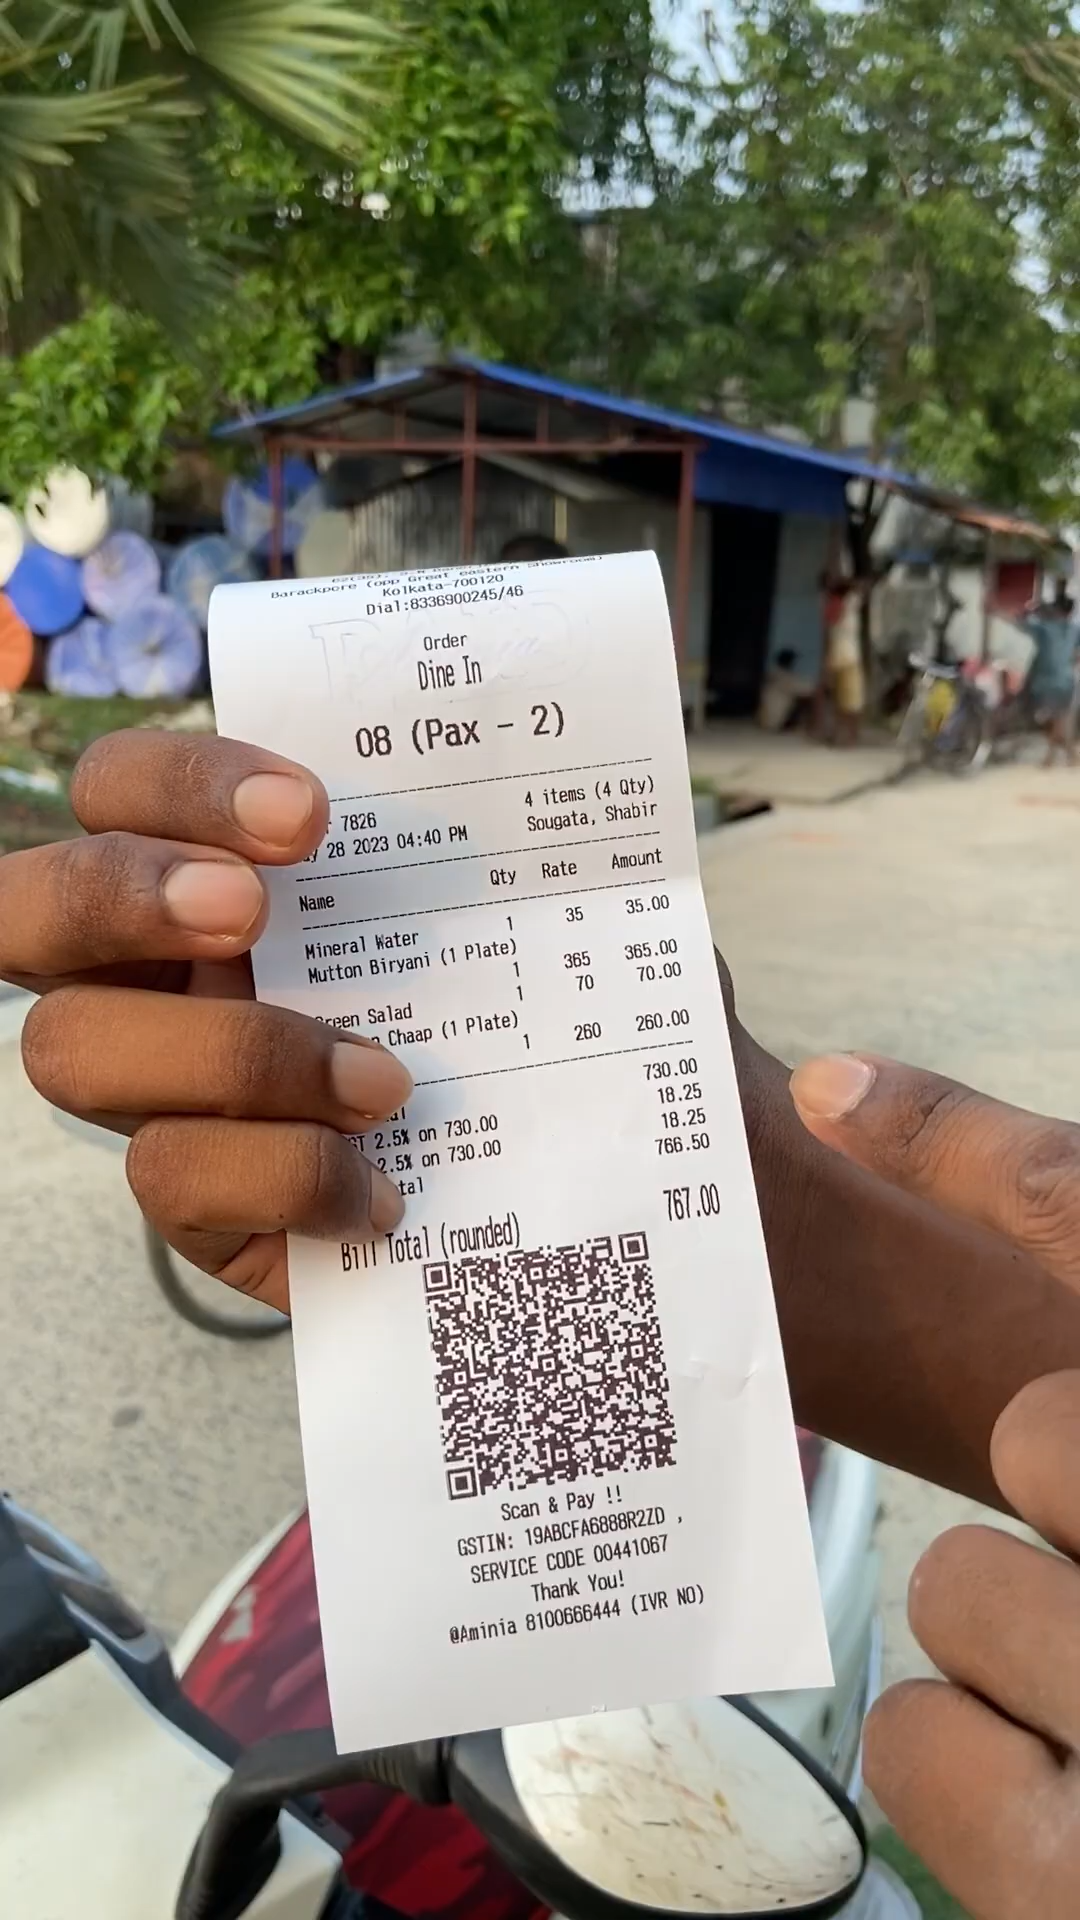 Barackpore (opp Great eastern Showroom)
Kolkata-700120
Dial:8336900245/46
Order
Dine In
08 (Pax - 2)
7826 4 items (4 Qty)
28 2023 04:40 PM Sougata, Shabir
Name Qty Rate Amount
Mineral Water 1 35 35.00
Mutton Biryani (1 Plate)
1 365 365.00
Green Salad 1 70 70.00
Chaap (1 Plate)
1 260 260.00
730.00
2.5% on 730.00 18.25
2.5% on 730.00 18.25
766.50
Bill Total (rounded) 767.00
Scan & Pay !!
GSTIN: 19ABCFA6888R2ZD ,
SERVICE CODE 00441067
Thank You!
@Aminia 8100666444 (IVR NO)